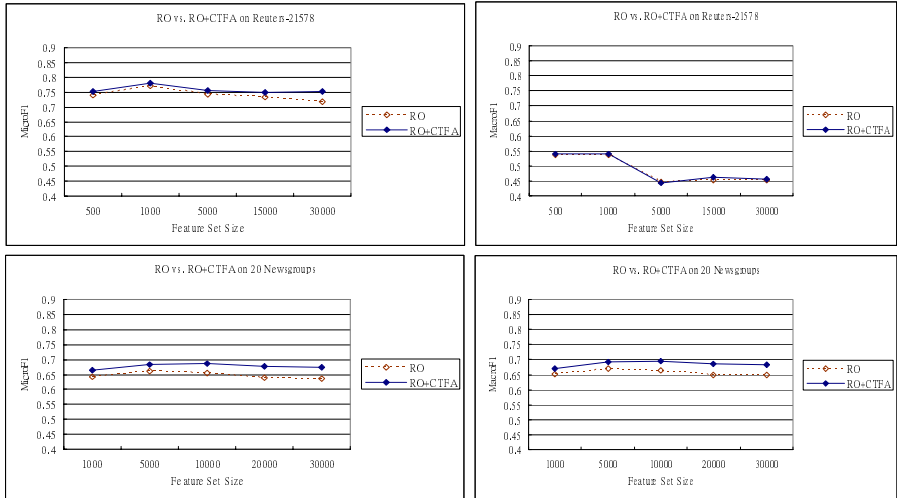 RO vs. RO+CTFA on Reuters-21578
MicroF1
0.9
0.85
0.8
0.75
0.7
0.65
0.6
0.55
0.5
0.45
0.4
500 1000 5000 15000 30000
Feature Set Size
RO
RO+CTFA
RO vs. RO+CTFA on Reuters-21578
MacroF1
0.9
0.85
0.8
0.75
0.7
0.65
0.6
0.55
0.5
0.45
0.4
500 1000 5000 15000 30000
Feature Set Size
RO
RO+CTFA
RO vs. RO+CTFA on 20 Newsgroups
MicroF1
0.9
0.85
0.8
0.75
0.7
0.65
0.6
0.55
0.5
0.45
0.4
1000 5000 10000 20000 30000
Feature Set Size
RO
RO+CTFA
RO vs. RO+CTFA on 20 Newsgroups
MacroF1
0.9
0.85
0.8
0.75
0.7
0.65
0.6
0.55
0.5
0.45
0.4
1000 5000 10000 20000 30000
Feature Set Size
RO
RO+CTFA